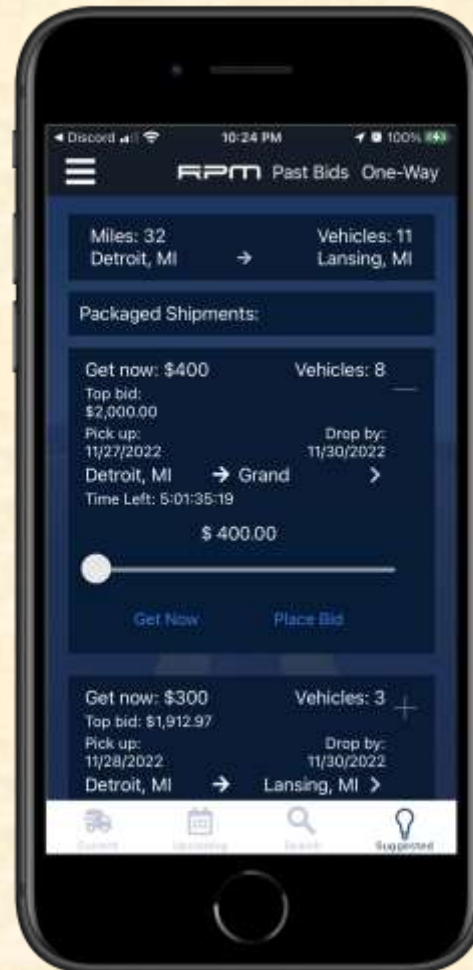 Discord 10:24 PM 100%
RPM Past Bids One-Way
Miles: 32 Vehicles: 11
Detroit, MI → Lansing, MI
Packaged Shipments:
Get now: $400 Vehicles: 8
Top bid:
$2,000.00
Pick up: Drop by:
11/27/2022 11/30/2022
Detroit, MI → Grand
Time Left: 5:01:35:19
$ 400.00
Get Now Place Bid
Get now: $300 Vehicles: 3
Top bid: $1,912.97
Pick up: Drop by:
11/28/2022 11/30/2022
Detroit, MI → Lansing, MI
Current Upcoming Search Suggested